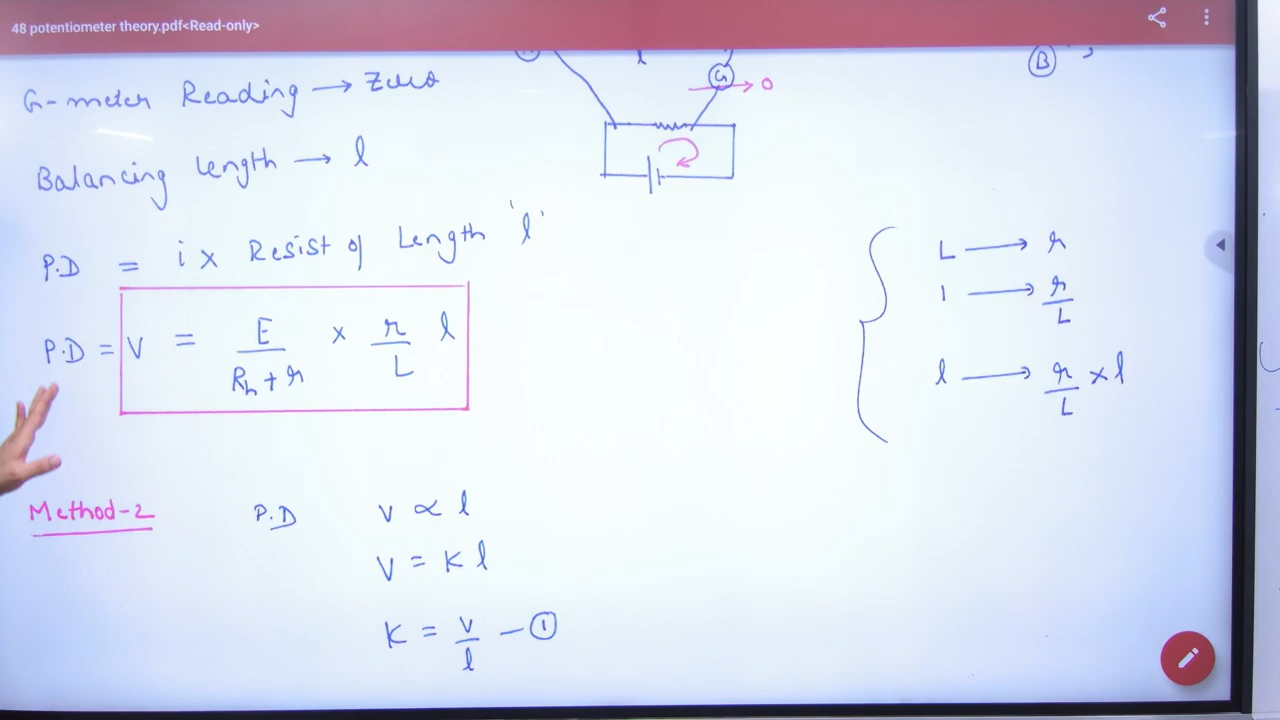 48 potentiometer theory.pdf<Read-only>
B
G
l
0
G-meter Reading → Zero
Balancing Length → l
P.D = i x Resist of Length 'l'
P.D = V = E / Rh + r x r / L l
L → r
1 → r / L
l → r / L x l
Method-2
P.D V ∝ l
V = K l
K = V / l - ①